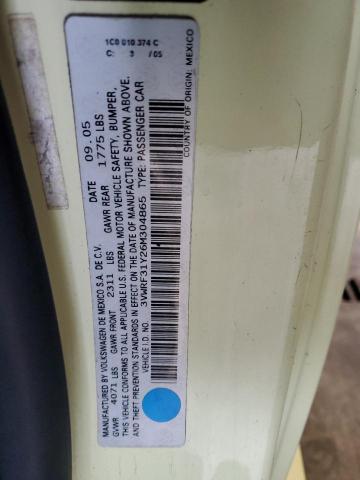 1C0 010 374 C
C: 3 /05
MANUFACTURED BY VOLKSWAGEN DE MEXICO S.A. DE C.V. DATE 09.05
GVWR 4071 LBS GAWR FRONT 2311 LBS GAWR REAR 1775 LBS
THIS VEHICLE CONFORMS TO ALL APPLICABLE U.S. FEDERAL MOTOR VEHICLE SAFETY, BUMPER,
AND THEFT PREVENTION STANDARDS IN EFFECT ON THE DATE OF MANUFACTURE SHOWN ABOVE.
VEHICLE I.D. NO. 3VWRF31Y26M304865 TYPE: PASSENGER CAR
COUNTRY OF ORIGIN: MEXICO